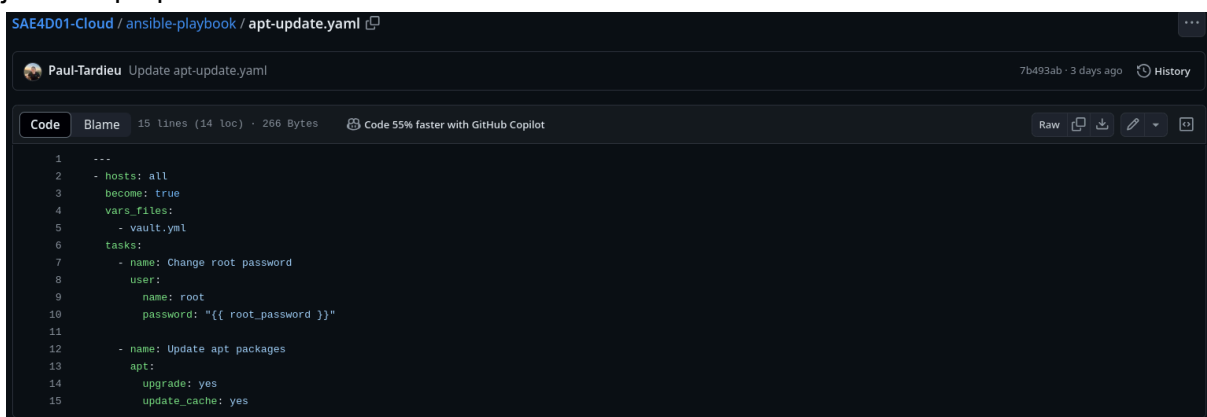 SAE4D01-Cloud / ansible-playbook / apt-update.yaml
Paul-Tardieu Update apt-update.yaml 7b493ab · 3 days ago History
Code Blame 15 lines (14 loc) · 266 Bytes Code 55% faster with GitHub Copilot Raw
1 ---
2 - hosts: all
3   become: true
4   vars_files:
5     - vault.yml
6   tasks:
7     - name: Change root password
8       user:
9         name: root
10         password: "{{ root_password }}"
11
12     - name: Update apt packages
13       apt:
14         upgrade: yes
15         update_cache: yes